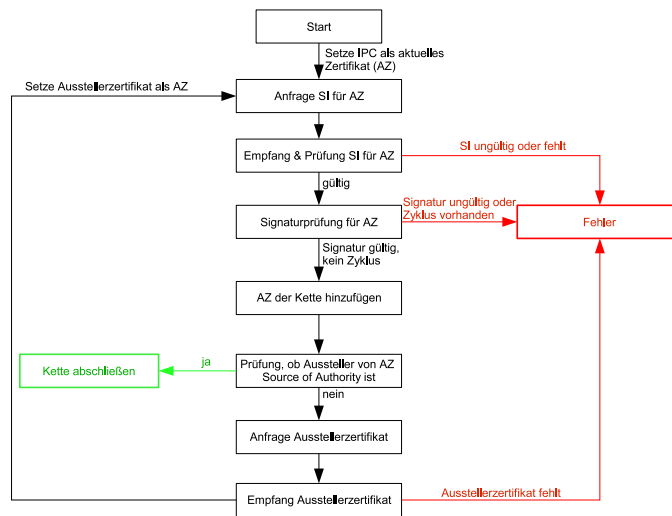 Start
Setze IPC als aktuelles
Zertifikat (AZ)
Setze Ausstellerzertifikat als AZ
Anfrage SI für AZ
Empfang & Prüfung SI für AZ
SI ungültig oder fehlt
gültig
Signaturprüfung für AZ
Signatur ungültig oder
Zyklus vorhanden
Fehler
Signatur gültig,
kein Zyklus
AZ der Kette hinzufügen
Kette abschließen
ja
Prüfung, ob Aussteller von AZ
Source of Authority ist
nein
Anfrage Ausstellerzertifikat
Empfang Ausstellerzertifikat
Ausstellerzertifikat fehlt